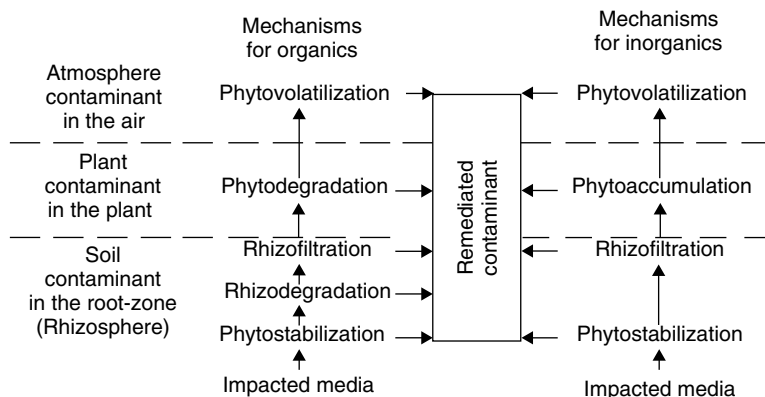 Mechanisms
for organics
Mechanisms
for inorganics
Atmosphere
contaminant
in the air
Phytovolatilization
Phytovolatilization
Plant
contaminant
in the plant
Phytodegradation
Phytoaccumulation
Remediated
contaminant
Soil
contaminant
in the root-zone
(Rhizosphere)
Rhizofiltration
Rhizofiltration
Rhizodegradation
Phytostabilization
Phytostabilization
Impacted media
Impacted media